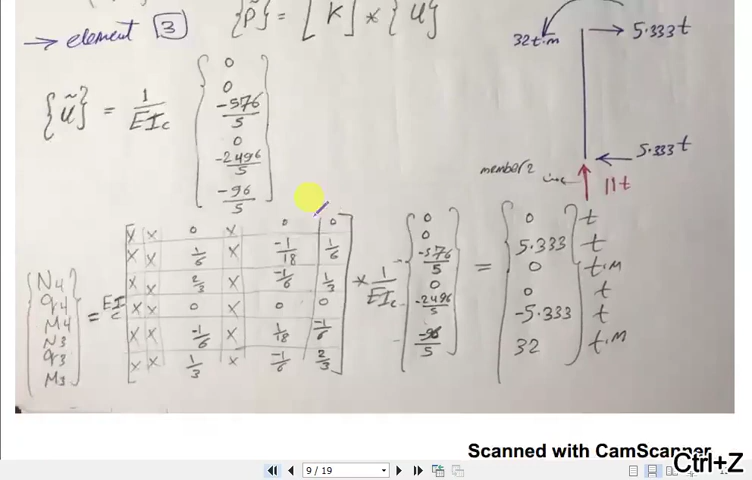 {P̃} = [K] * {Ũ}
→ element 3
32t.m
5.333t
{ũ} = 1/EIc {0 0 -576/5 0 -2496/5 -96/5}
5.333t
member 2
11t
{N4 q4 M4 N3 q3 M3} = EIc
x x 0 x 0 0
x x 1/6 x -1/18 1/6
x x 2/3 x -1/6 1/3
x x 0 x 0 0
x x -1/6 x 1/18 -1/6
x x 1/3 x -1/6 2/3
* 1/EIc {0 0 -576/5 0 -2496/5 -96/5} =
0 t
5.333 t
0 t.m
0 t
-5.333 t
32 t.m
Scanned with CamScanner
Ctrl+Z
9 / 19